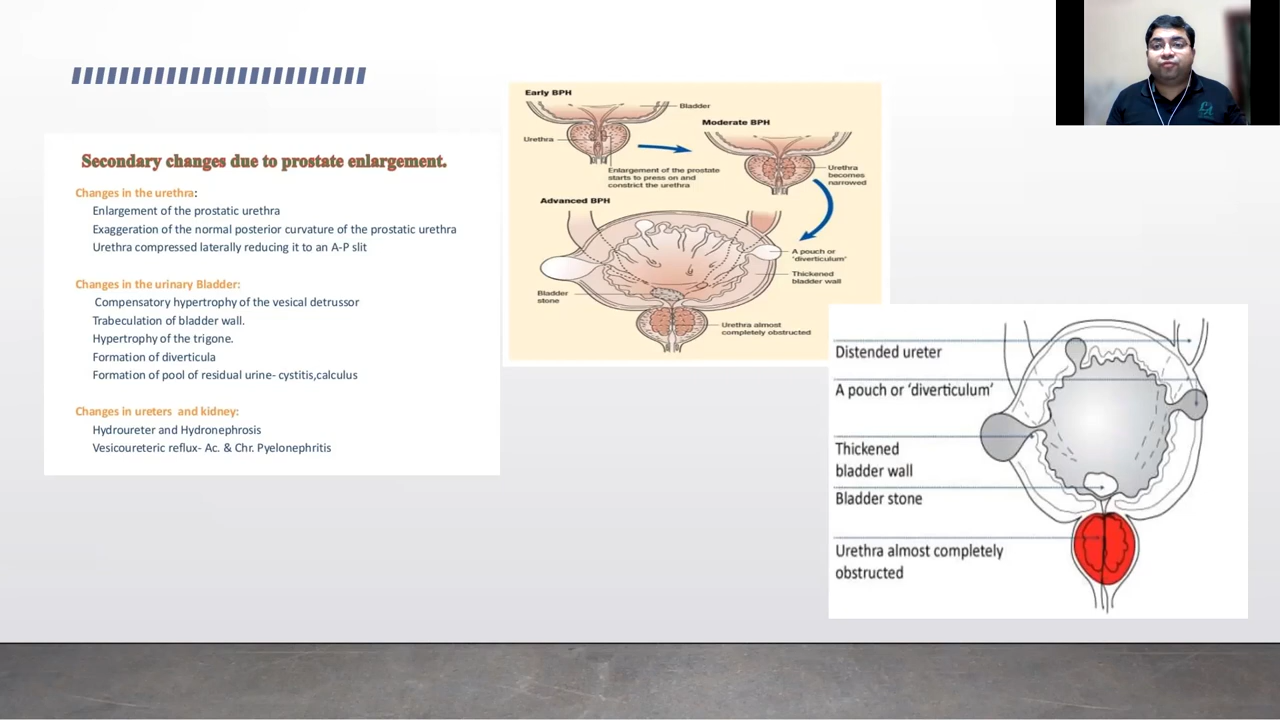 Secondary changes due to prostate enlargement.
Changes in the urethra:
Enlargement of the prostatic urethra
Exaggeration of the normal posterior curvature of the prostatic urethra
Urethra compressed laterally reducing it to an A-P slit
Changes in the urinary Bladder:
Compensatory hypertrophy of the vesical detrussor
Trabeculation of bladder wall.
Hypertrophy of the trigone.
Formation of diverticula
Formation of pool of residual urine- cystitis,calculus
Changes in ureters and kidney:
Hydroureter and Hydronephrosis
Vesicoureteric reflux- Ac. & Chr. Pyelonephritis
Early BPH
Bladder
Urethra
Enlargement of the prostate
starts to press on and
constrict the urethra
Moderate BPH
Urethra
becomes
narrowed
Advanced BPH
A pouch or
'diverticulum'
Thickened
bladder wall
Bladder
stone
Urethra almost
completely obstructed
Distended ureter
A pouch or 'diverticulum'
Thickened
bladder wall
Bladder stone
Urethra almost completely
obstructed